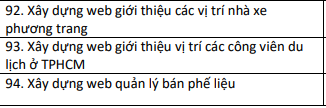 92. Xây dựng web giới thiệu các vị trí nhà xe
phương trang
93. Xây dựng web giới thiệu vị trí các công viên du
lịch ở TPHCM
94. Xây dựng web quản lý bán phế liệu